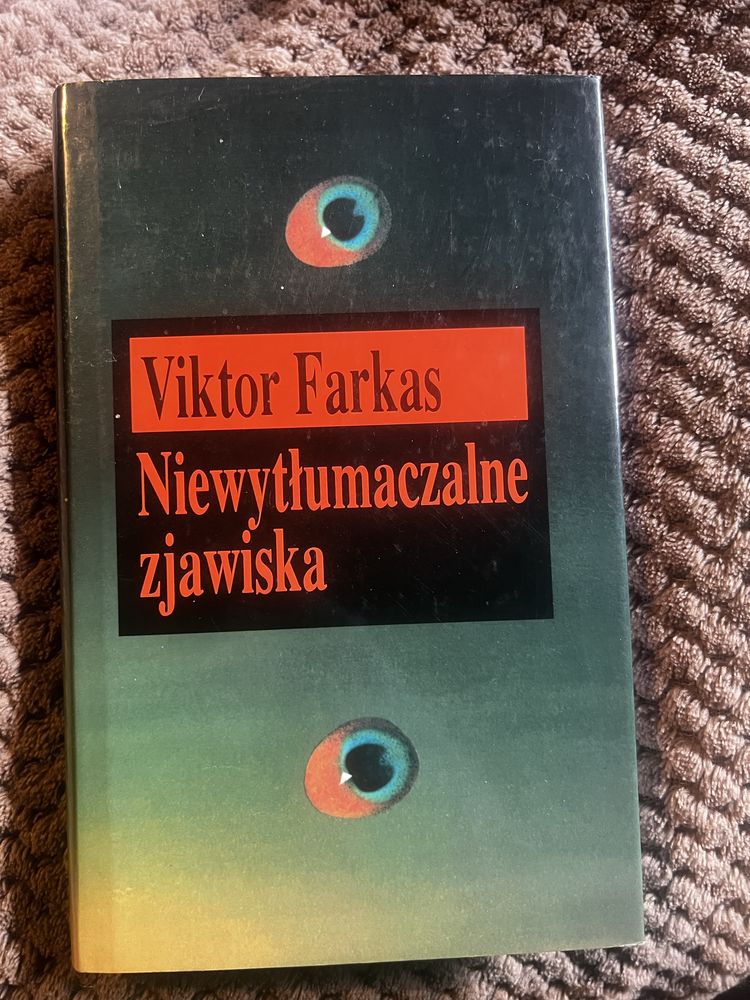 Viktor Farkas
Niewytłumaczalne
zjawiska